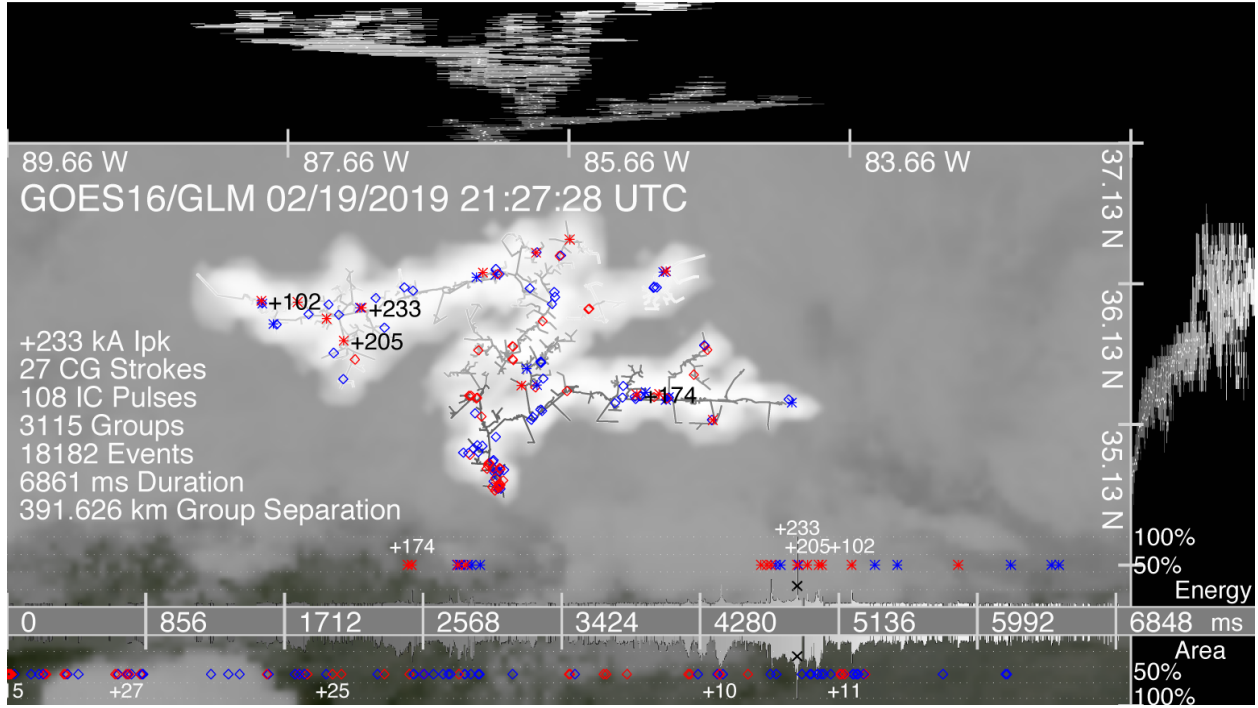 89.66 W 87.66 W 85.66 W 83.66 W
37.13 N
GOES16/GLM 02/19/2019 21:27:28 UTC
36.13 N
+102 +233
+205
+233 kA Ipk
27 CG Strokes
108 IC Pulses
+174
3115 Groups
18182 Events
6861 ms Duration
391.626 km Group Separation
35.13 N
+233
100%
+174 +205+102
50%
Energy
0 856 1712 2568 3424 4280 5136 5992 6848 ms
Area
50%
15 +27 +25 +10 +11
100%